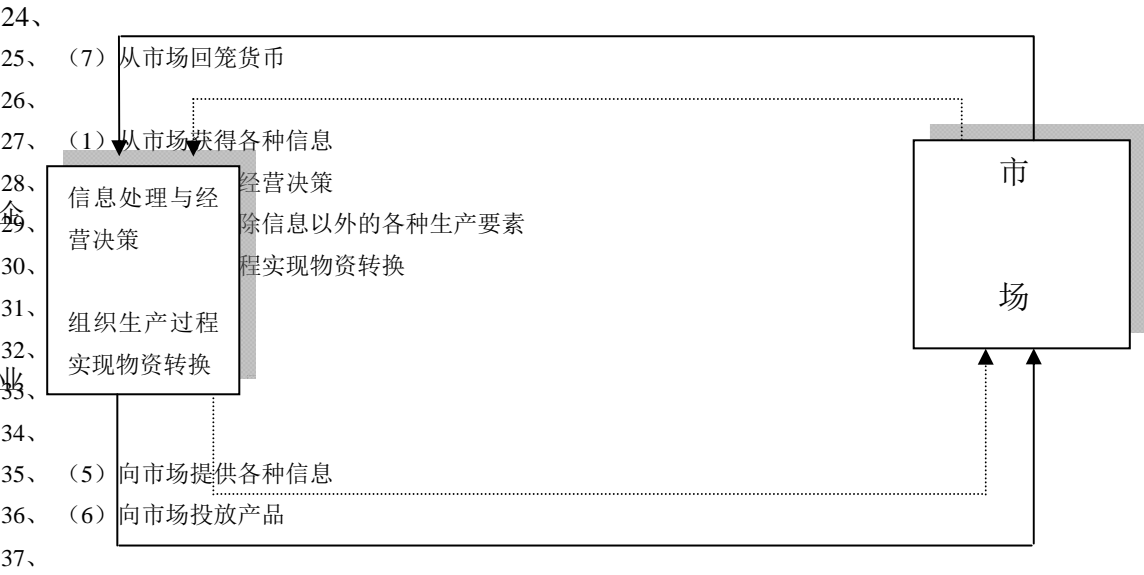 24、
25、 （7）从市场回笼货币
26、
27、 （1）从市场获得各种信息
28、 经营决策
29、 除信息以外的各种生产要素
30、 程实现物资转换
31、
32、
33、
34、
35、 （5）向市场提供各种信息
36、 （6）向市场投放产品
37、
企
业
信息处理与经
营决策
组织生产过程
实现物资转换
市
场